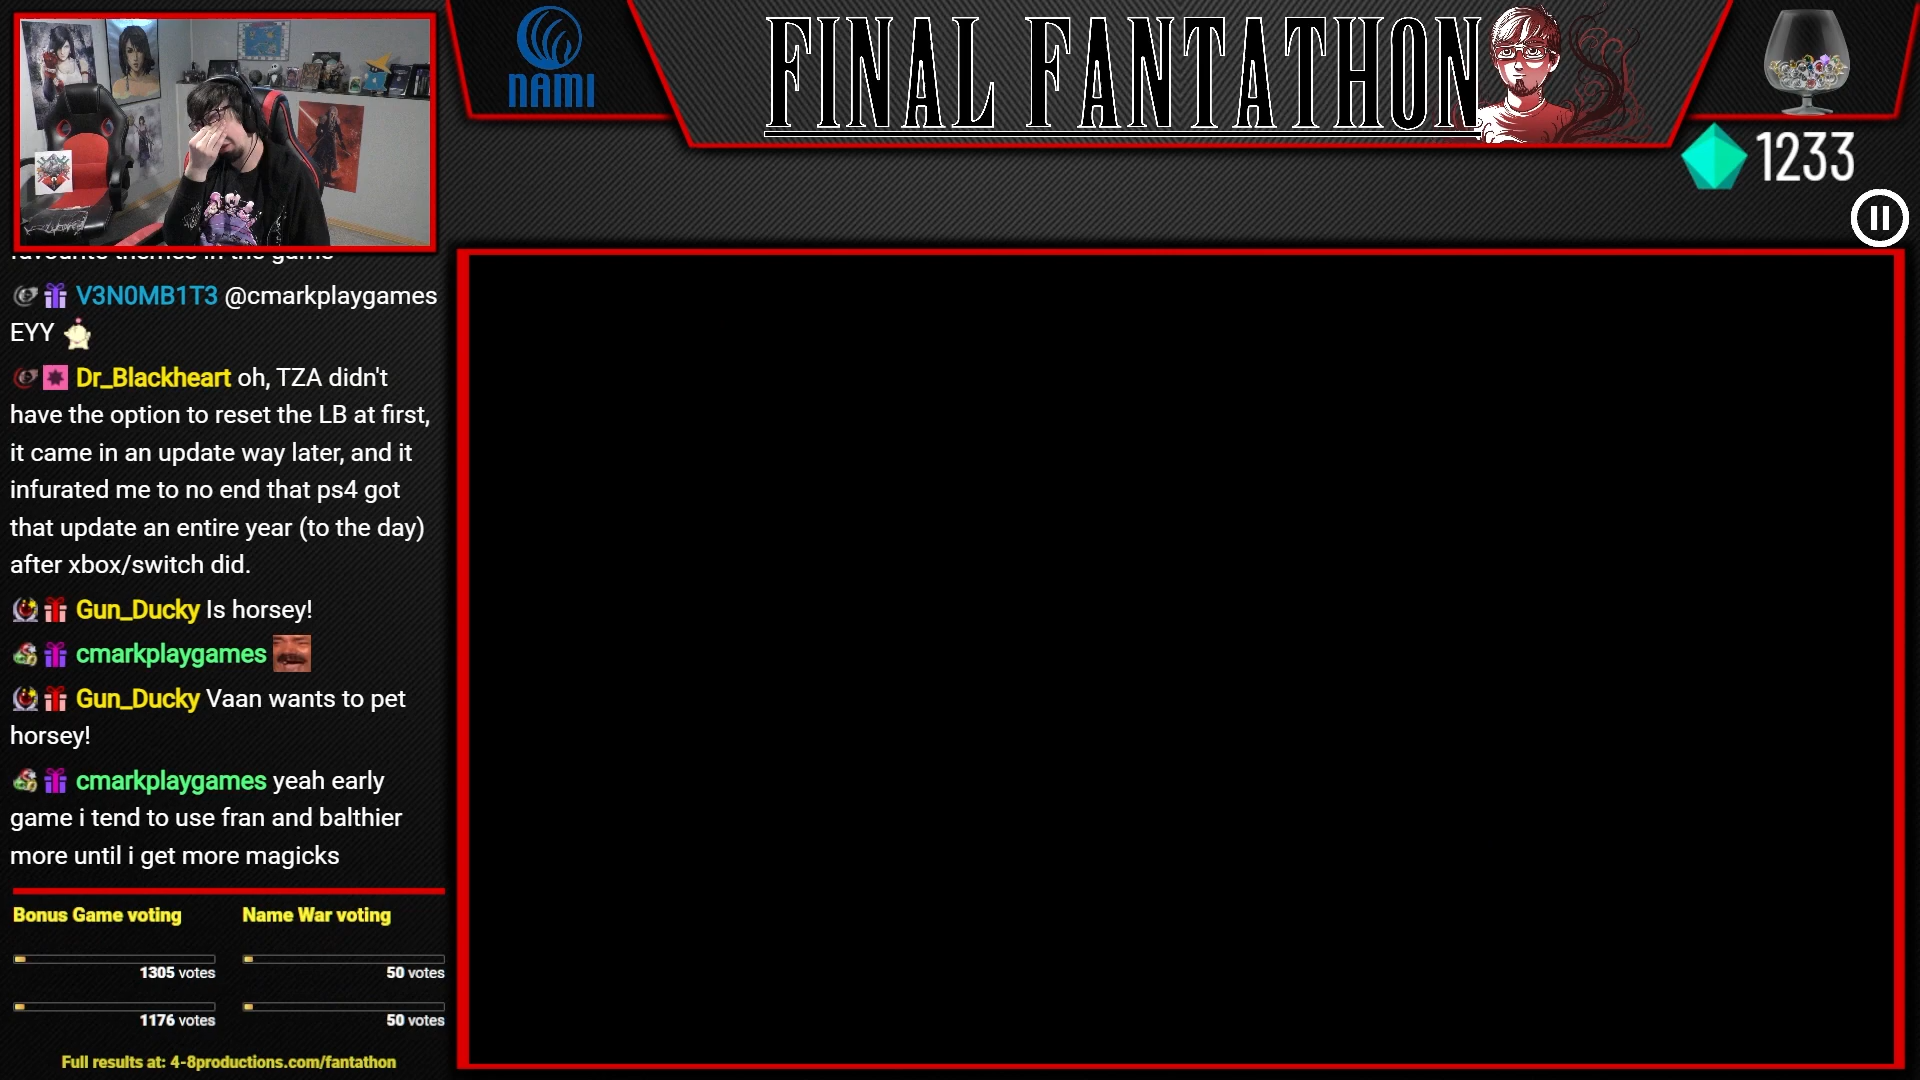 NAMI
FINAL FANTATHON
1233
favourite themes in the game
V3N0MB1T3 @cmarkplaygames
EYY
Dr_Blackheart oh, TZA didn't
have the option to reset the LB at first,
it came in an update way later, and it
infurated me to no end that ps4 got
that update an entire year (to the day)
after xbox/switch did.
Gun_Ducky Is horsey!
cmarkplaygames
Gun_Ducky Vaan wants to pet
horsey!
cmarkplaygames yeah early
game i tend to use fran and balthier
more until i get more magicks
Bonus Game voting
Name War voting
1305 votes
50 votes
1176 votes
50 votes
Full results at: 4-8productions.com/fantathon